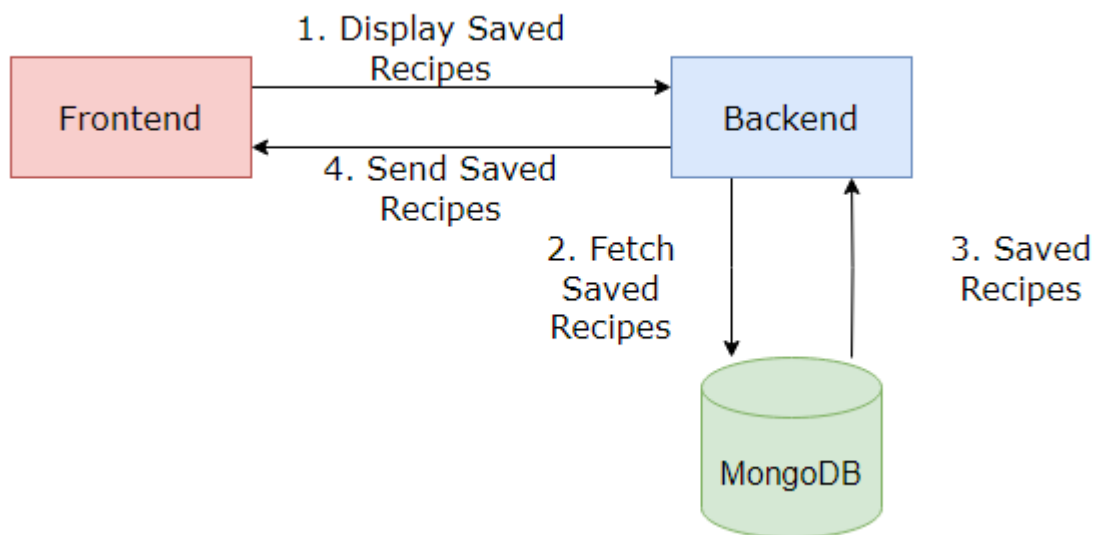 1. Display Saved
Recipes
Frontend
Backend
4. Send Saved
Recipes
2. Fetch
Saved
Recipes
3. Saved
Recipes
MongoDB